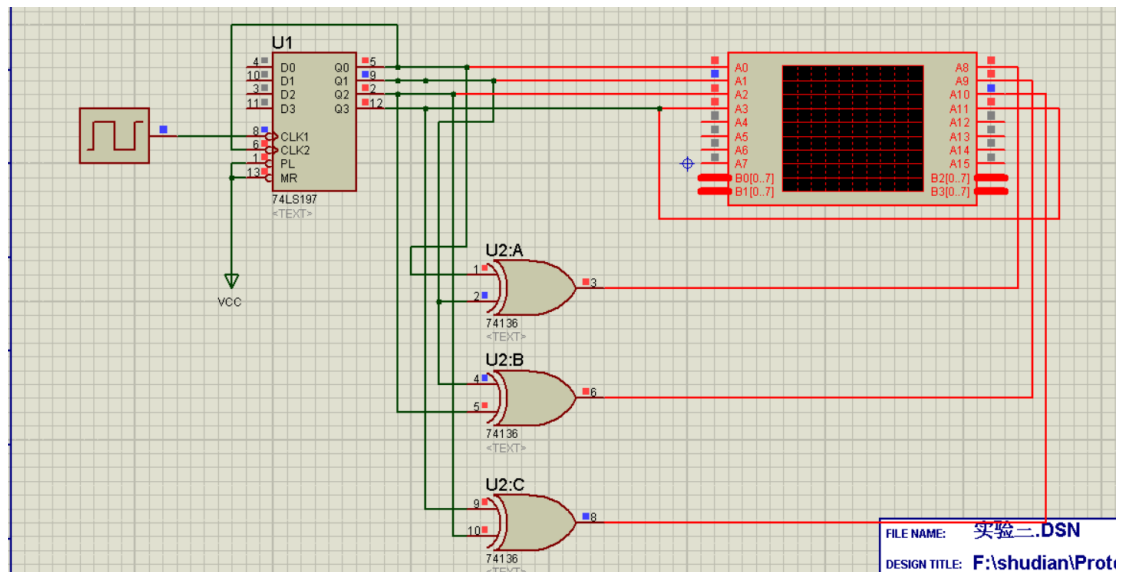 U1
4 D0 Q0 5
10 D1 Q1 9
3 D2 Q2 2
11 D3 Q3 12
8 CLK1
6 CLK2
1 PL
13 MR
74LS197
<TEXT>
VCC
A0 A8
A1 A9
A2 A10
A3 A11
A4 A12
A5 A13
A6 A14
A7 A15
B0[0..7] B2[0..7]
B1[0..7] B3[0..7]
U2:A
1
3
2
74136
<TEXT>
U2:B
4
6
5
74136
<TEXT>
U2:C
9
8
10
74136
<TEXT>
FILE NAME: 实验二.DSN
DESIGN TITLE: F:\shudian\Prote